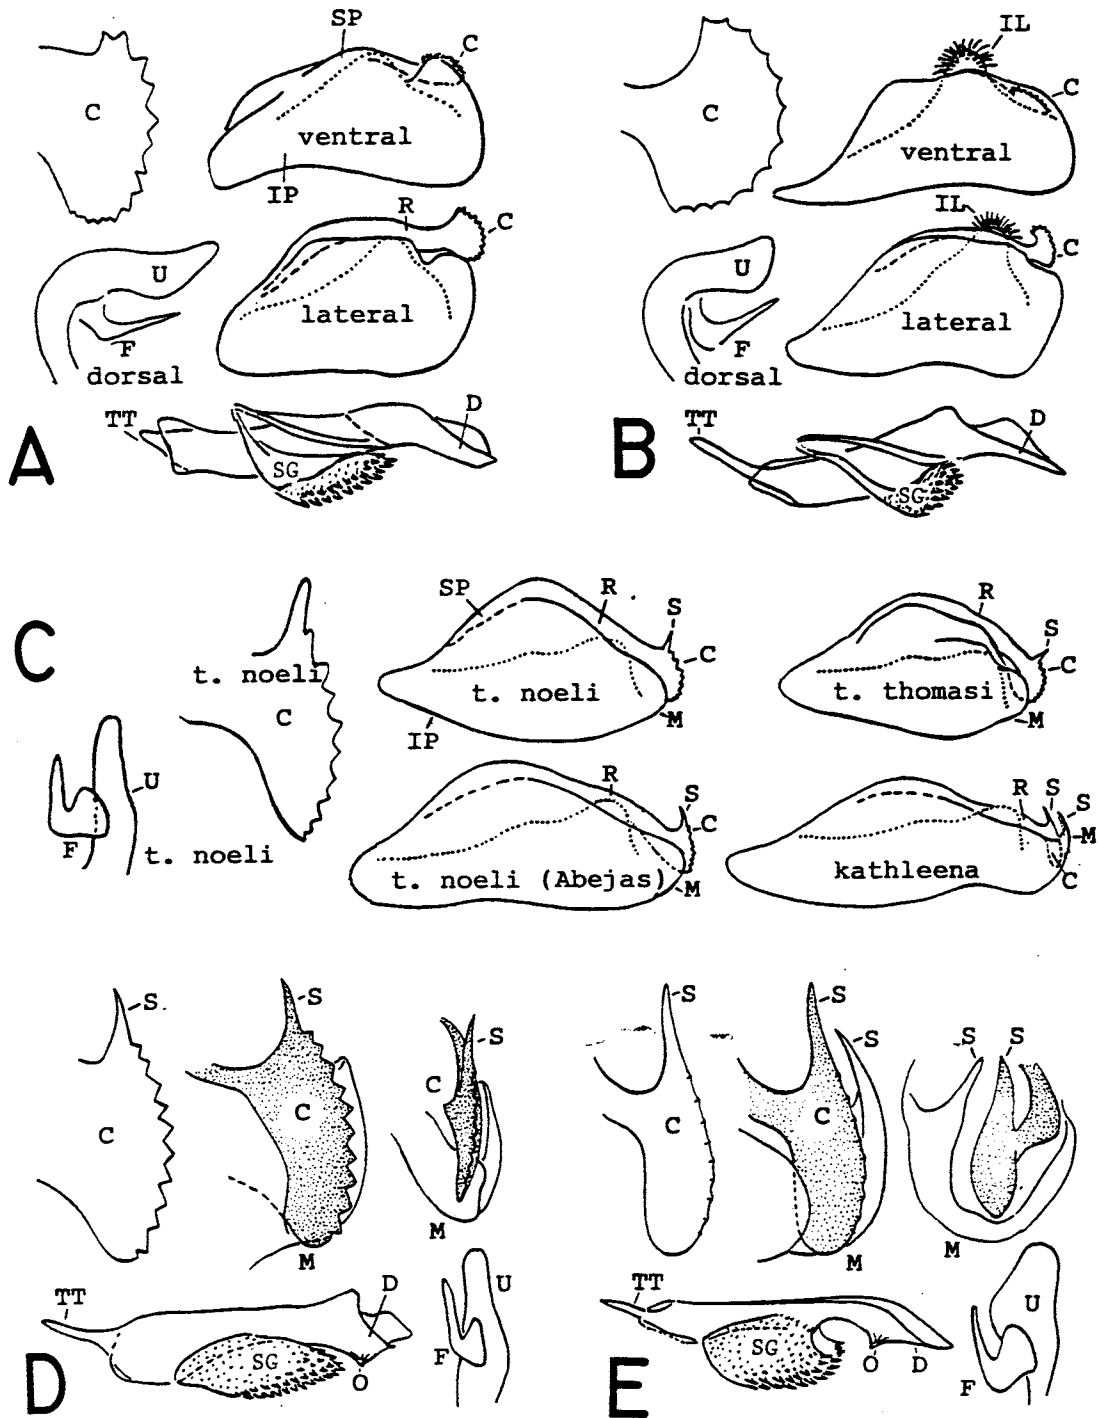 SP
C
C
ventral
IP
R
C
U
lateral
F
dorsal
TT
D
SG
A
IL
C
C
ventral
IL
C
U
lateral
F
dorsal
TT
D
SG
B
C
t. noeli
C
U
F
t. noeli
SP
R
S
C
t. noeli
M
IP
R
S
C
t. thomasi
M
R
S
C
t. noeli (Abejas)
M
R
S
S
M
kathleena
C
S
C
S
C
M
S
C
M
TT
D
SG
O
U
F
D
S
C
S
S
C
M
S
S
M
TT
SG
O
D
U
F
E